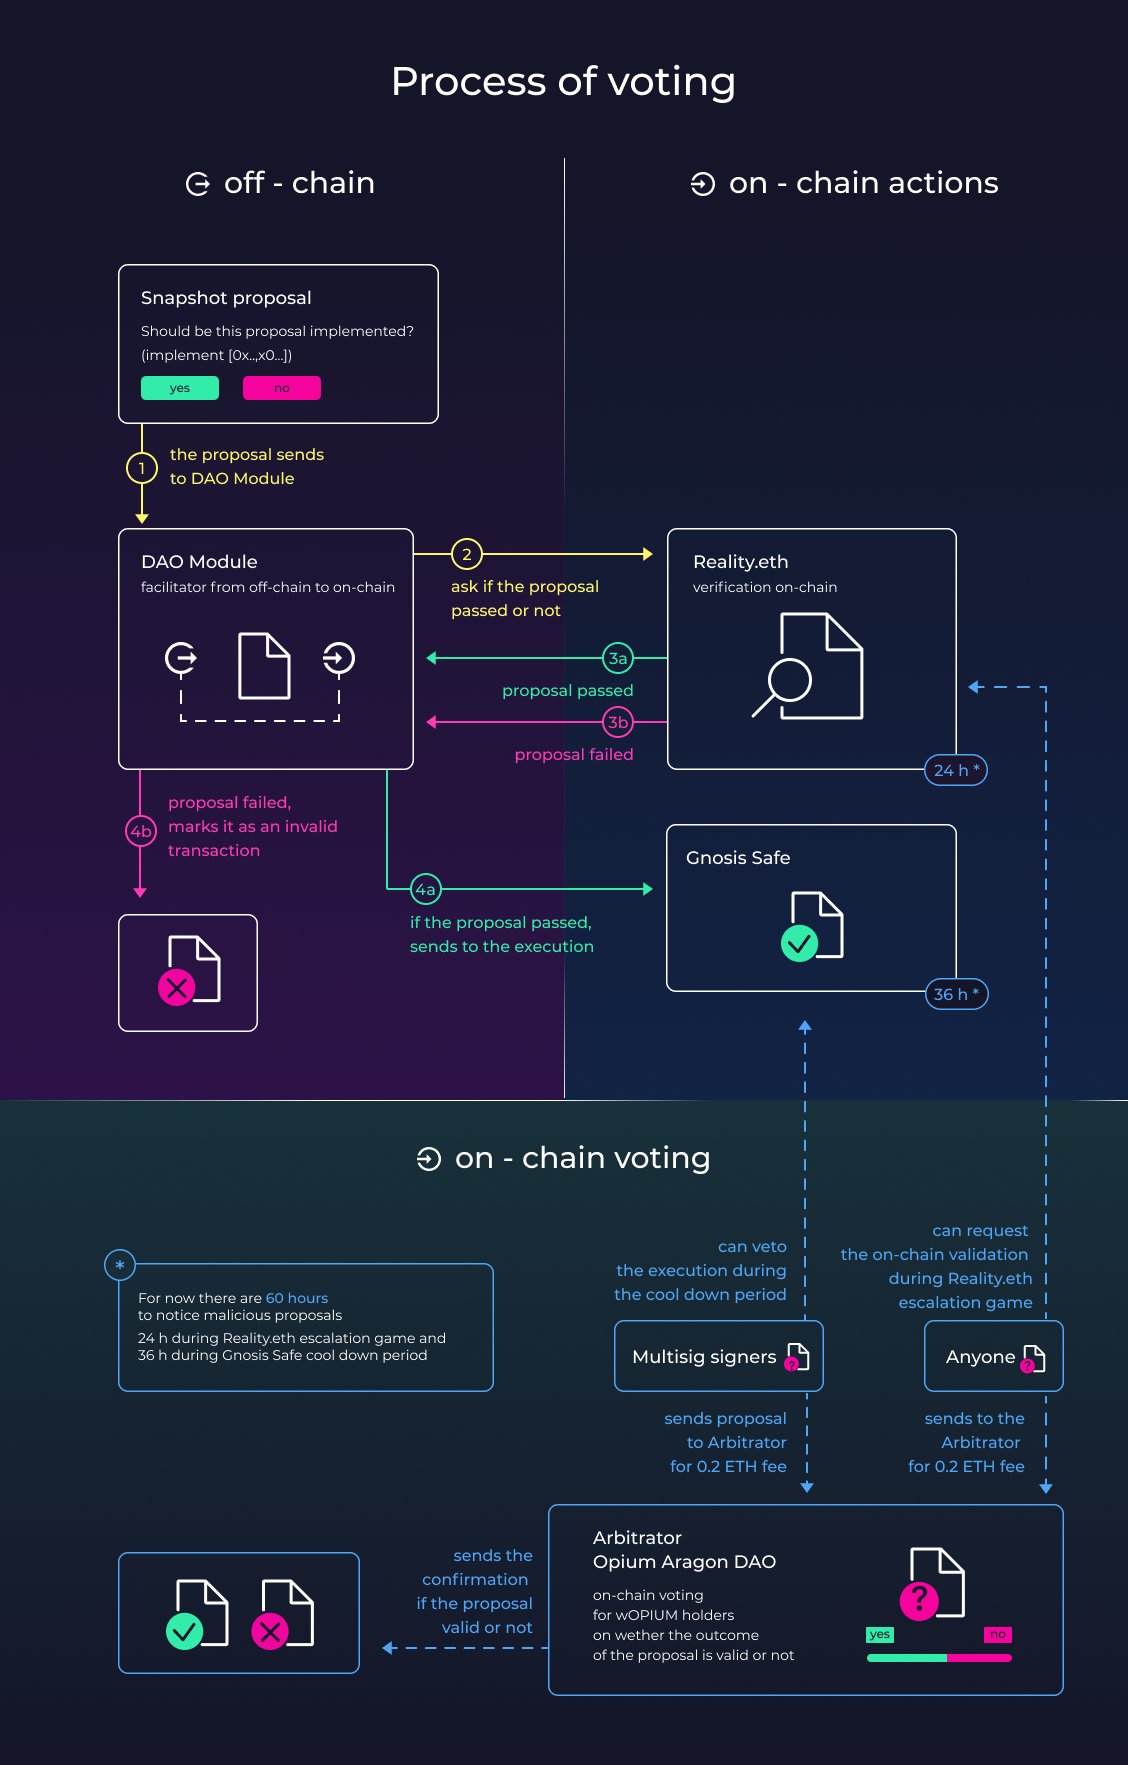 Process of voting
off - chain
on - chain actions
Snapshot proposal
Should be this proposal implemented?
(implement [0x..,x0...])
yes
no
1
the proposal sends
to DAO Module
DAO Module
facilitator from off-chain to on-chain
2
ask if the proposal
passed or not
Reality.eth
verification on-chain
3a
proposal passed
3b
proposal failed
24 h *
4b
proposal failed,
marks it as an invalid
transaction
4a
if the proposal passed,
sends to the execution
Gnosis Safe
36 h *
on - chain voting
*
For now there are 60 hours
to notice malicious proposals
24 h during Reality.eth escalation game and
36 h during Gnosis Safe cool down period
can veto
the execution during
the cool down period
can request
the on-chain validation
during Reality.eth
escalation game
Multisig signers
?
Anyone
?
sends proposal
to Arbitrator
for 0.2 ETH fee
sends to the
Arbitrator
for 0.2 ETH fee
Arbitrator
Opium Aragon DAO
on-chain voting
for wOPIUM holders
on wether the outcome
of the proposal is valid or not
?
yes
no
sends the
confirmation
if the proposal
valid or not